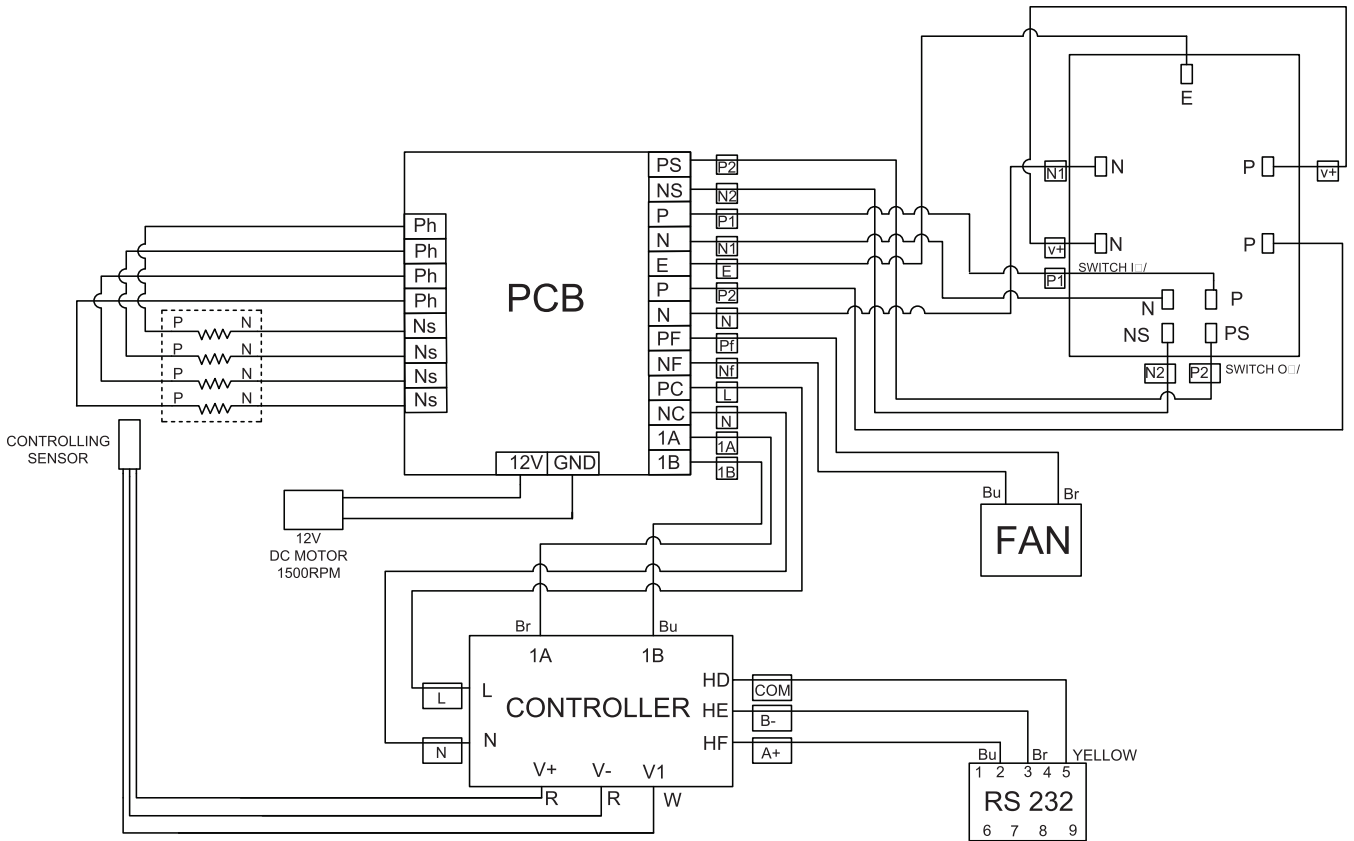 E
N1
N
P
v+
v+
N
P
SWITCH I□/
P1
N
P
NS
PS
N2
P2
SWITCH O□/
PCB
Ph
Ph
Ph
Ph
Ns
Ns
Ns
Ns
P N
P N
P N
P N
PS P2
NS N2
P P1
N N1
E E
P P2
N N
PF Pf
NF Nf
PC L
NC N
1A 1A
1B 1B
12V GND
CONTROLLING
SENSOR
12V
DC MOTOR
1500RPM
Bu Br
FAN
Br Bu
1A 1B
L L
N N
CONTROLLER
HD COM
HE B-
HF A+
V+ V- V1
R R W
Bu Br YELLOW
1 2 3 4 5
RS 232
6 7 8 9